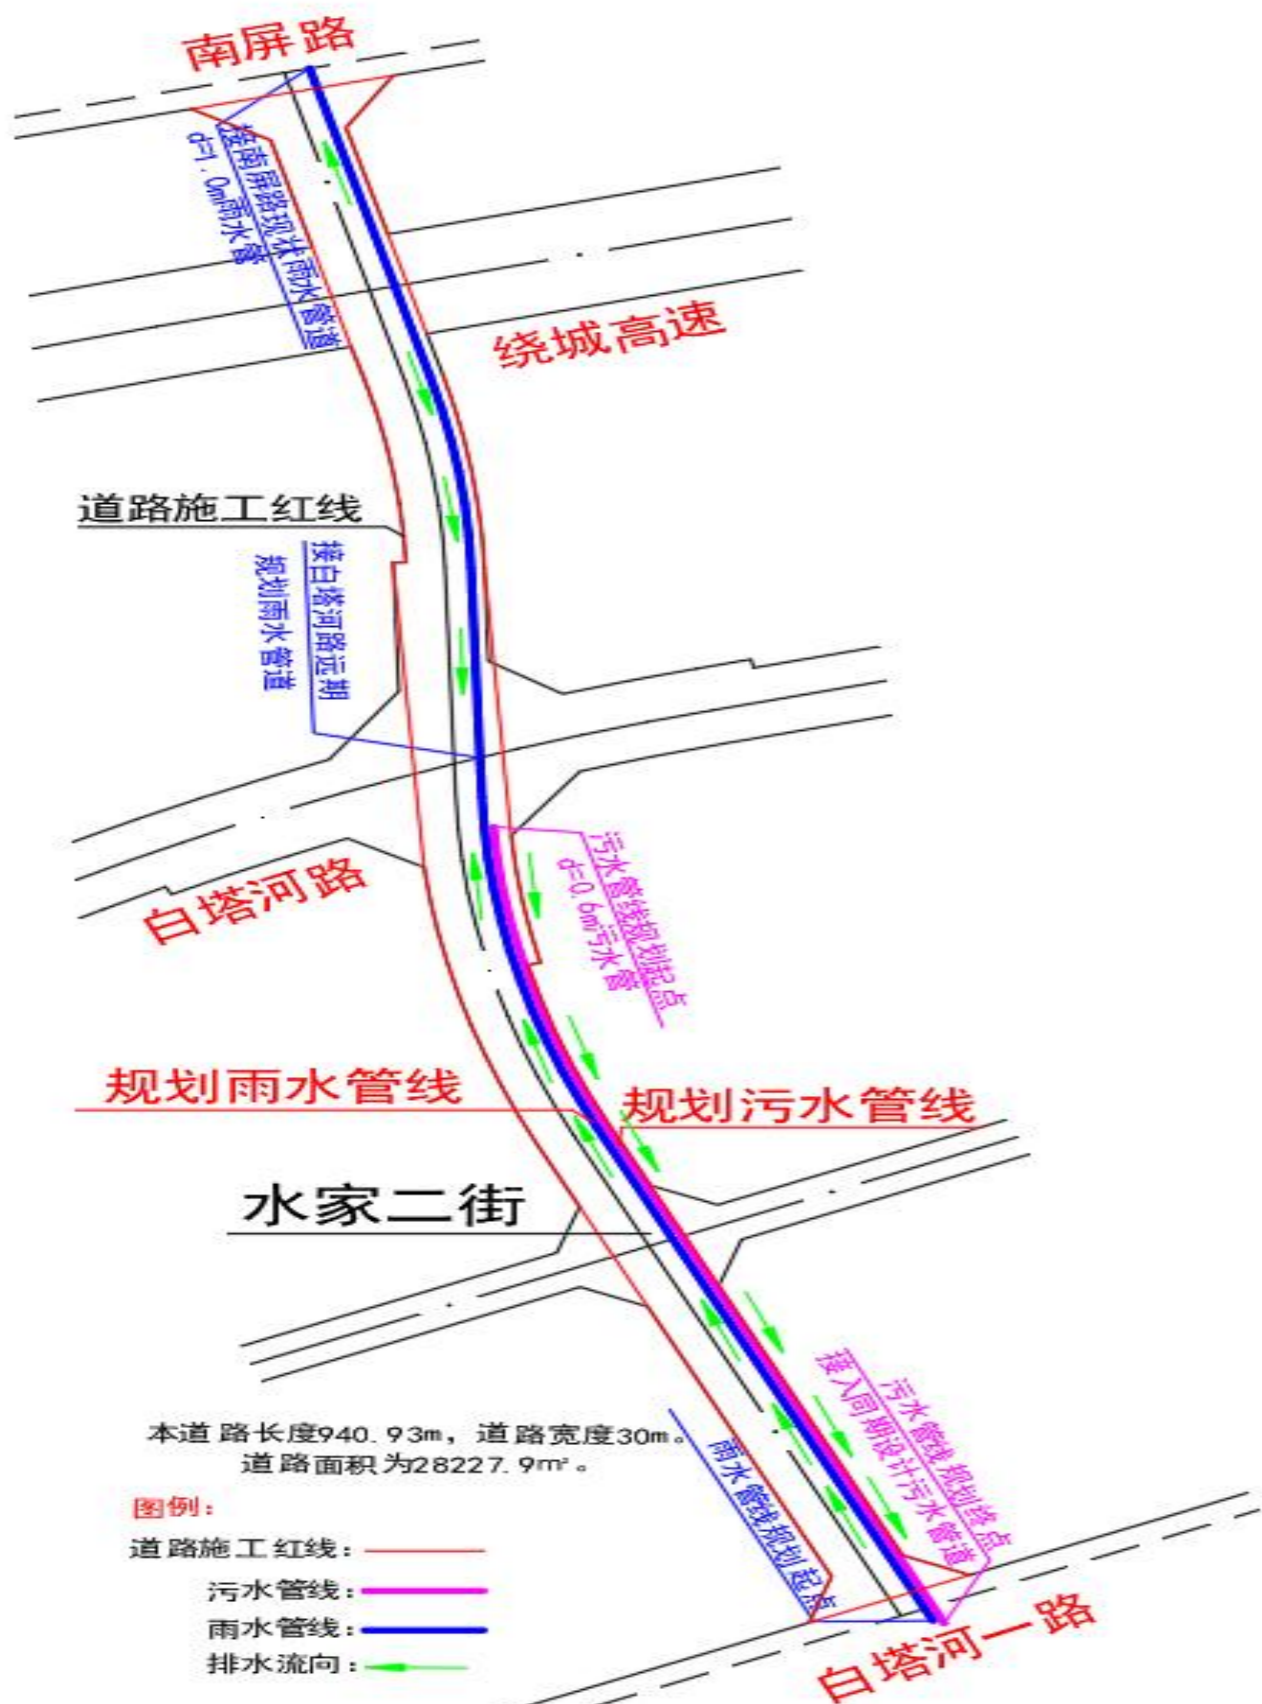 南屏路
接南屏路现状雨水管道
d=1.0m雨水管
绕城高速
道路施工红线
接白塔河路远期
规划雨水管道
白塔河路
污水管线规划起点
d=0.6m污水管
规划雨水管线
规划污水管线
水家二街
本道路长度940.93m，道路宽度30m。
道路面积为28227.9m²。
污水管线规划终点
接入同期设计污水管道
雨水管线规划起点
图例：
道路施工红线：
污水管线：
雨水管线：
排水流向：
白塔河一路